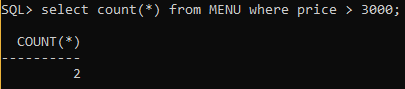 SQL> select count(*) from MENU where price > 3000;
COUNT(*)
----------
2